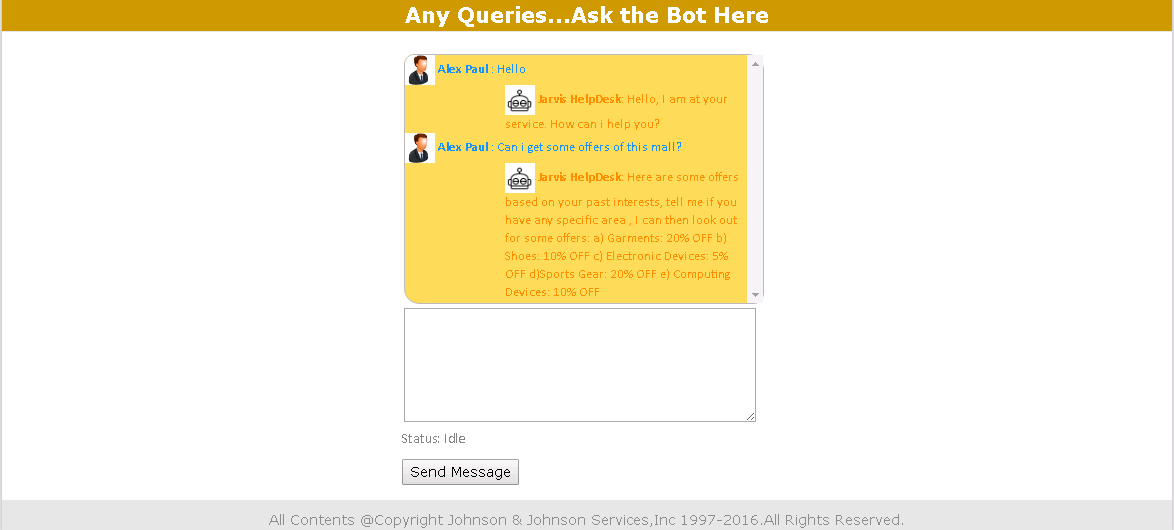 Any Queries...Ask the Bot Here
Alex Paul : Hello
Jarvis HelpDesk: Hello, I am at your
service. How can i help you?
Alex Paul : Can i get some offers of this mall?
Jarvis HelpDesk: Here are some offers
based on your past interests, tell me if you
have any specific area , I can then look out
for some offers: a) Garments: 20% OFF b)
Shoes: 10% OFF c) Electronic Devices: 5%
OFF d)Sports Gear: 20% OFF e) Computing
Devices: 10% OFF
Status: Idle
Send Message
All Contents @Copyright Johnson & Johnson Services,Inc 1997-2016.All Rights Reserved.